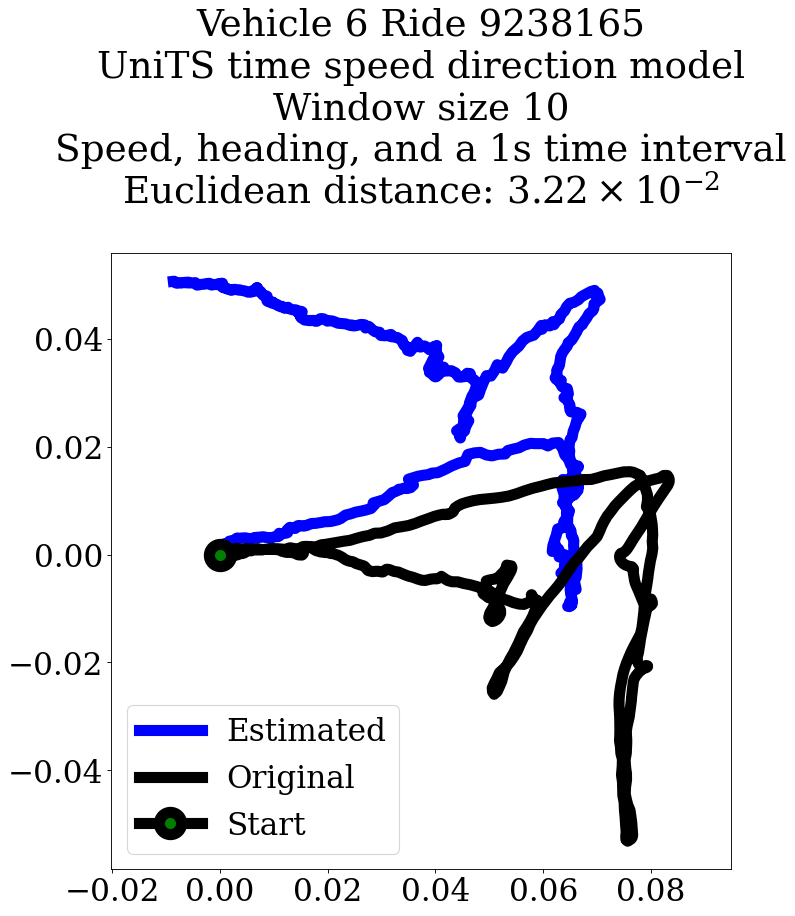 Vehicle 6 Ride 9238165
UniTS time speed direction model
Window size 10
Speed, heading, and a 1s time interval
Euclidean distance: 3.22 × 10⁻²
0.04
0.02
0.00
−0.02
−0.04
Estimated
Original
Start
−0.02 0.00 0.02 0.04 0.06 0.08